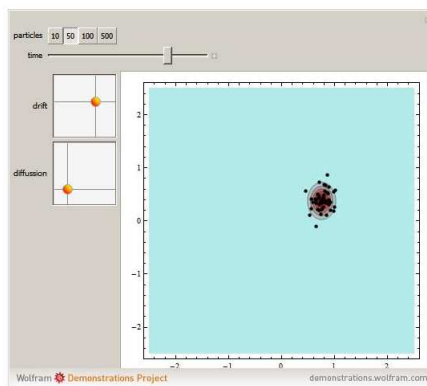 particles 10 50 100 500
time
drift
diffussion
2
1
0
−1
−2
−2 −1 0 1 2
Wolfram Demonstrations Project demonstrations.wolfram.com